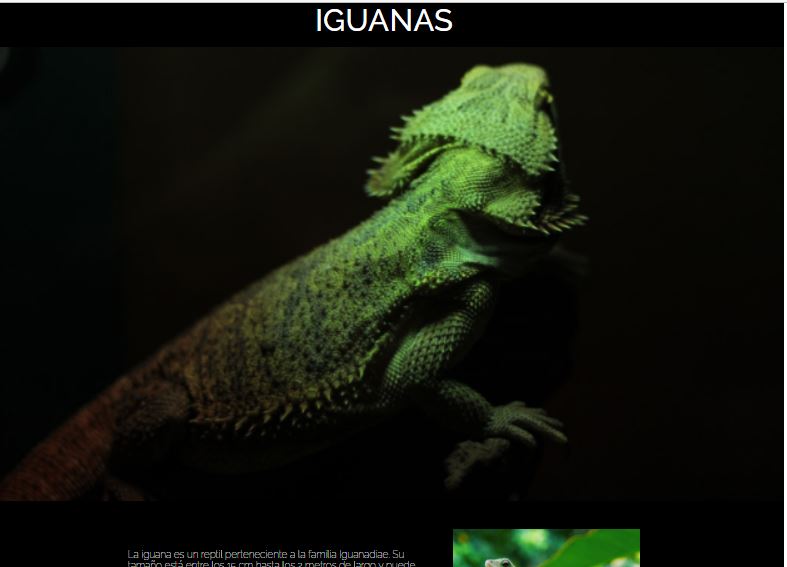 IGUANAS
La iguana es un reptil perteneciente a la familia Iguanadiae. Su
tamaño está entre los 15 cm hasta los 2 metros de largo y puede